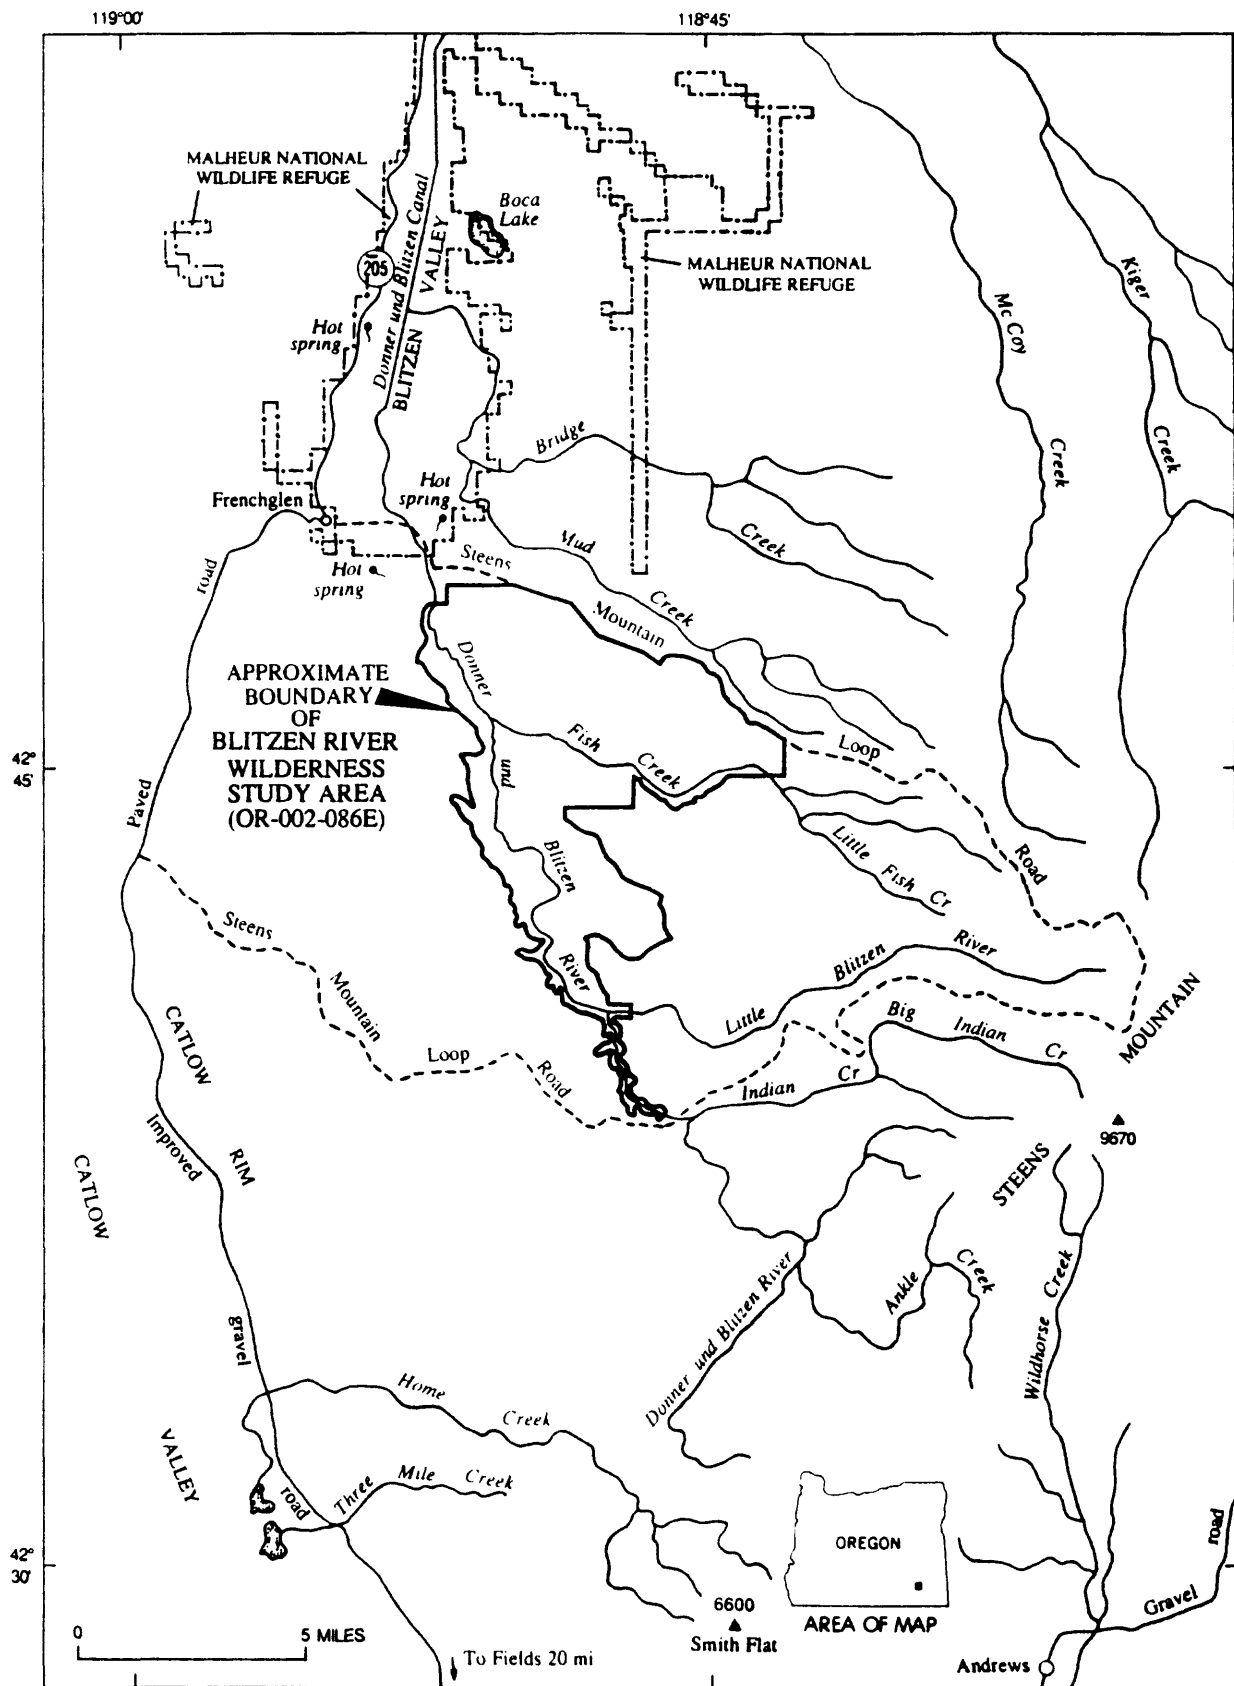 119°00'
118°45'
MALHEUR NATIONAL
WILDLIFE REFUGE
Boca
Lake
205
Donner und Blitzen Canal
VALLEY
BLITZEN
MALHEUR NATIONAL
WILDLIFE REFUGE
Mc Coy
Creek
Kiger
Creek
Hot
spring
Bridge
Creek
Hot
spring
Frenchglen
Hot
spring
road
Mud
Creek
Steens
Mountain
Loop
Road
APPROXIMATE
BOUNDARY
OF
BLITZEN RIVER
WILDERNESS
STUDY AREA
(OR-002-086E)
Donner
und
Blitzen
River
Fish
Creek
42°
45'
Paved
Little Fish Cr
Steens
Mountain
Loop
Road
Little Blitzen River
Big Indian Cr
Indian Cr
MOUNTAIN
STEENS
9670
CATLOW
RIM
Improved
gravel
road
CATLOW
VALLEY
Donner und Blitzen River
Ankle
Creek
Wildhorse Creek
Home
Creek
Three Mile Creek
42°
30'
OREGON
AREA OF MAP
6600
Smith Flat
Gravel
road
Andrews
0
5 MILES
To Fields 20 mi